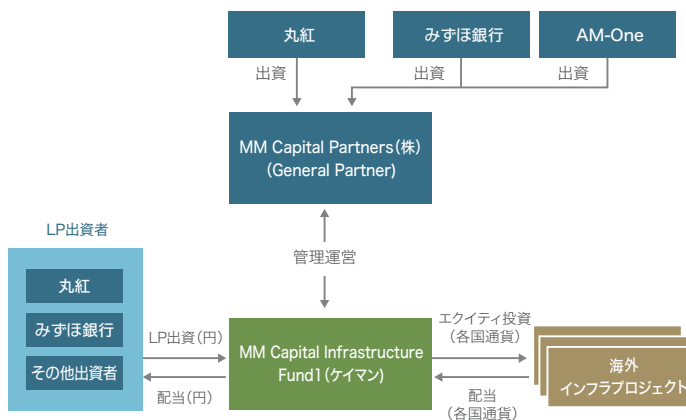 丸紅
みずほ銀行
AM-One
出資
出資
出資
MM Capital Partners(株)
(General Partner)
LP出資者
管理運営
丸紅
みずほ銀行
その他出資者
LP出資(円)
配当(円)
MM Capital Infrastructure
Fund1(ケイマン)
エクイティ投資
(各国通貨)
配当
(各国通貨)
海外
インフラプロジェクト